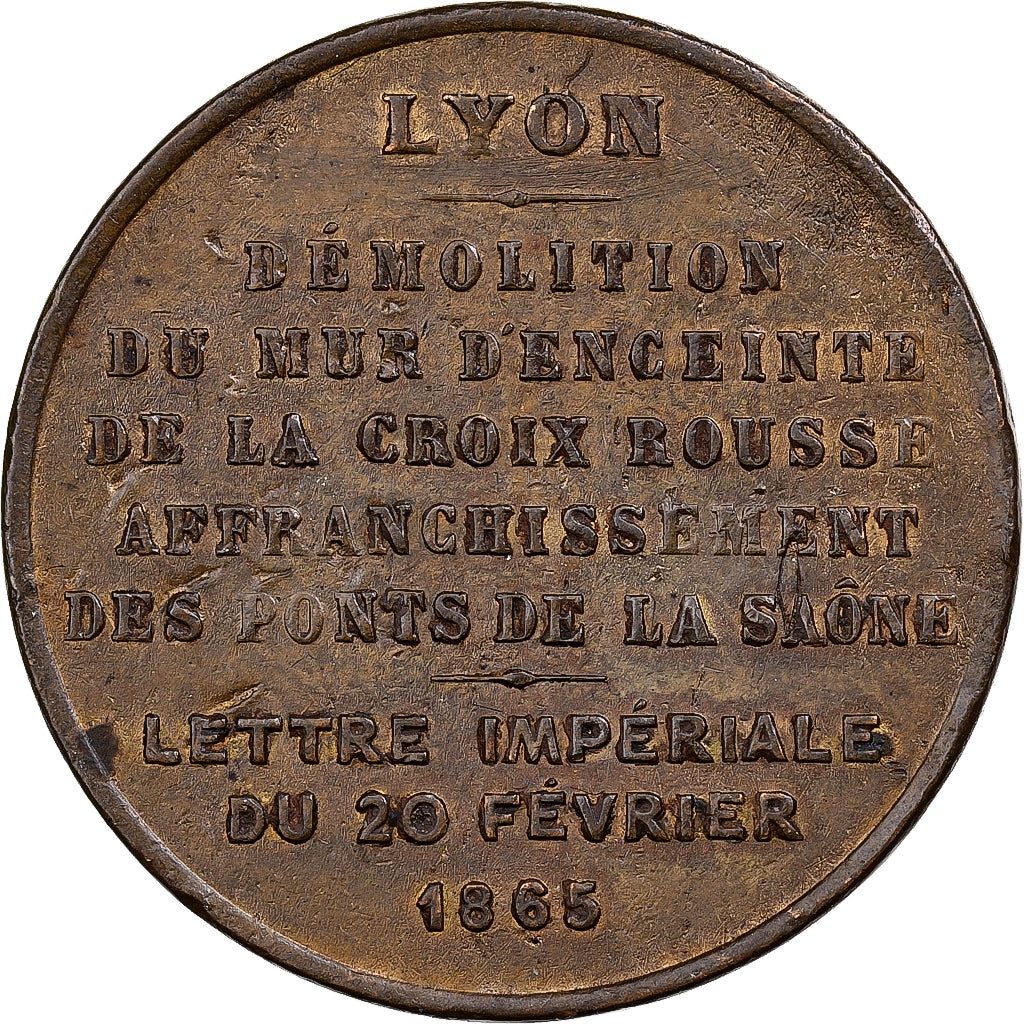 LYON
DÉMOLITION
DU MUR D'ENCEINTE
DE LA CROIX ROUSSE
AFFRANCHISSEMENT
DES PONTS DE LA SAÔNE
LETTRE IMPÉRIALE
DU 20 FÉVRIER
1865